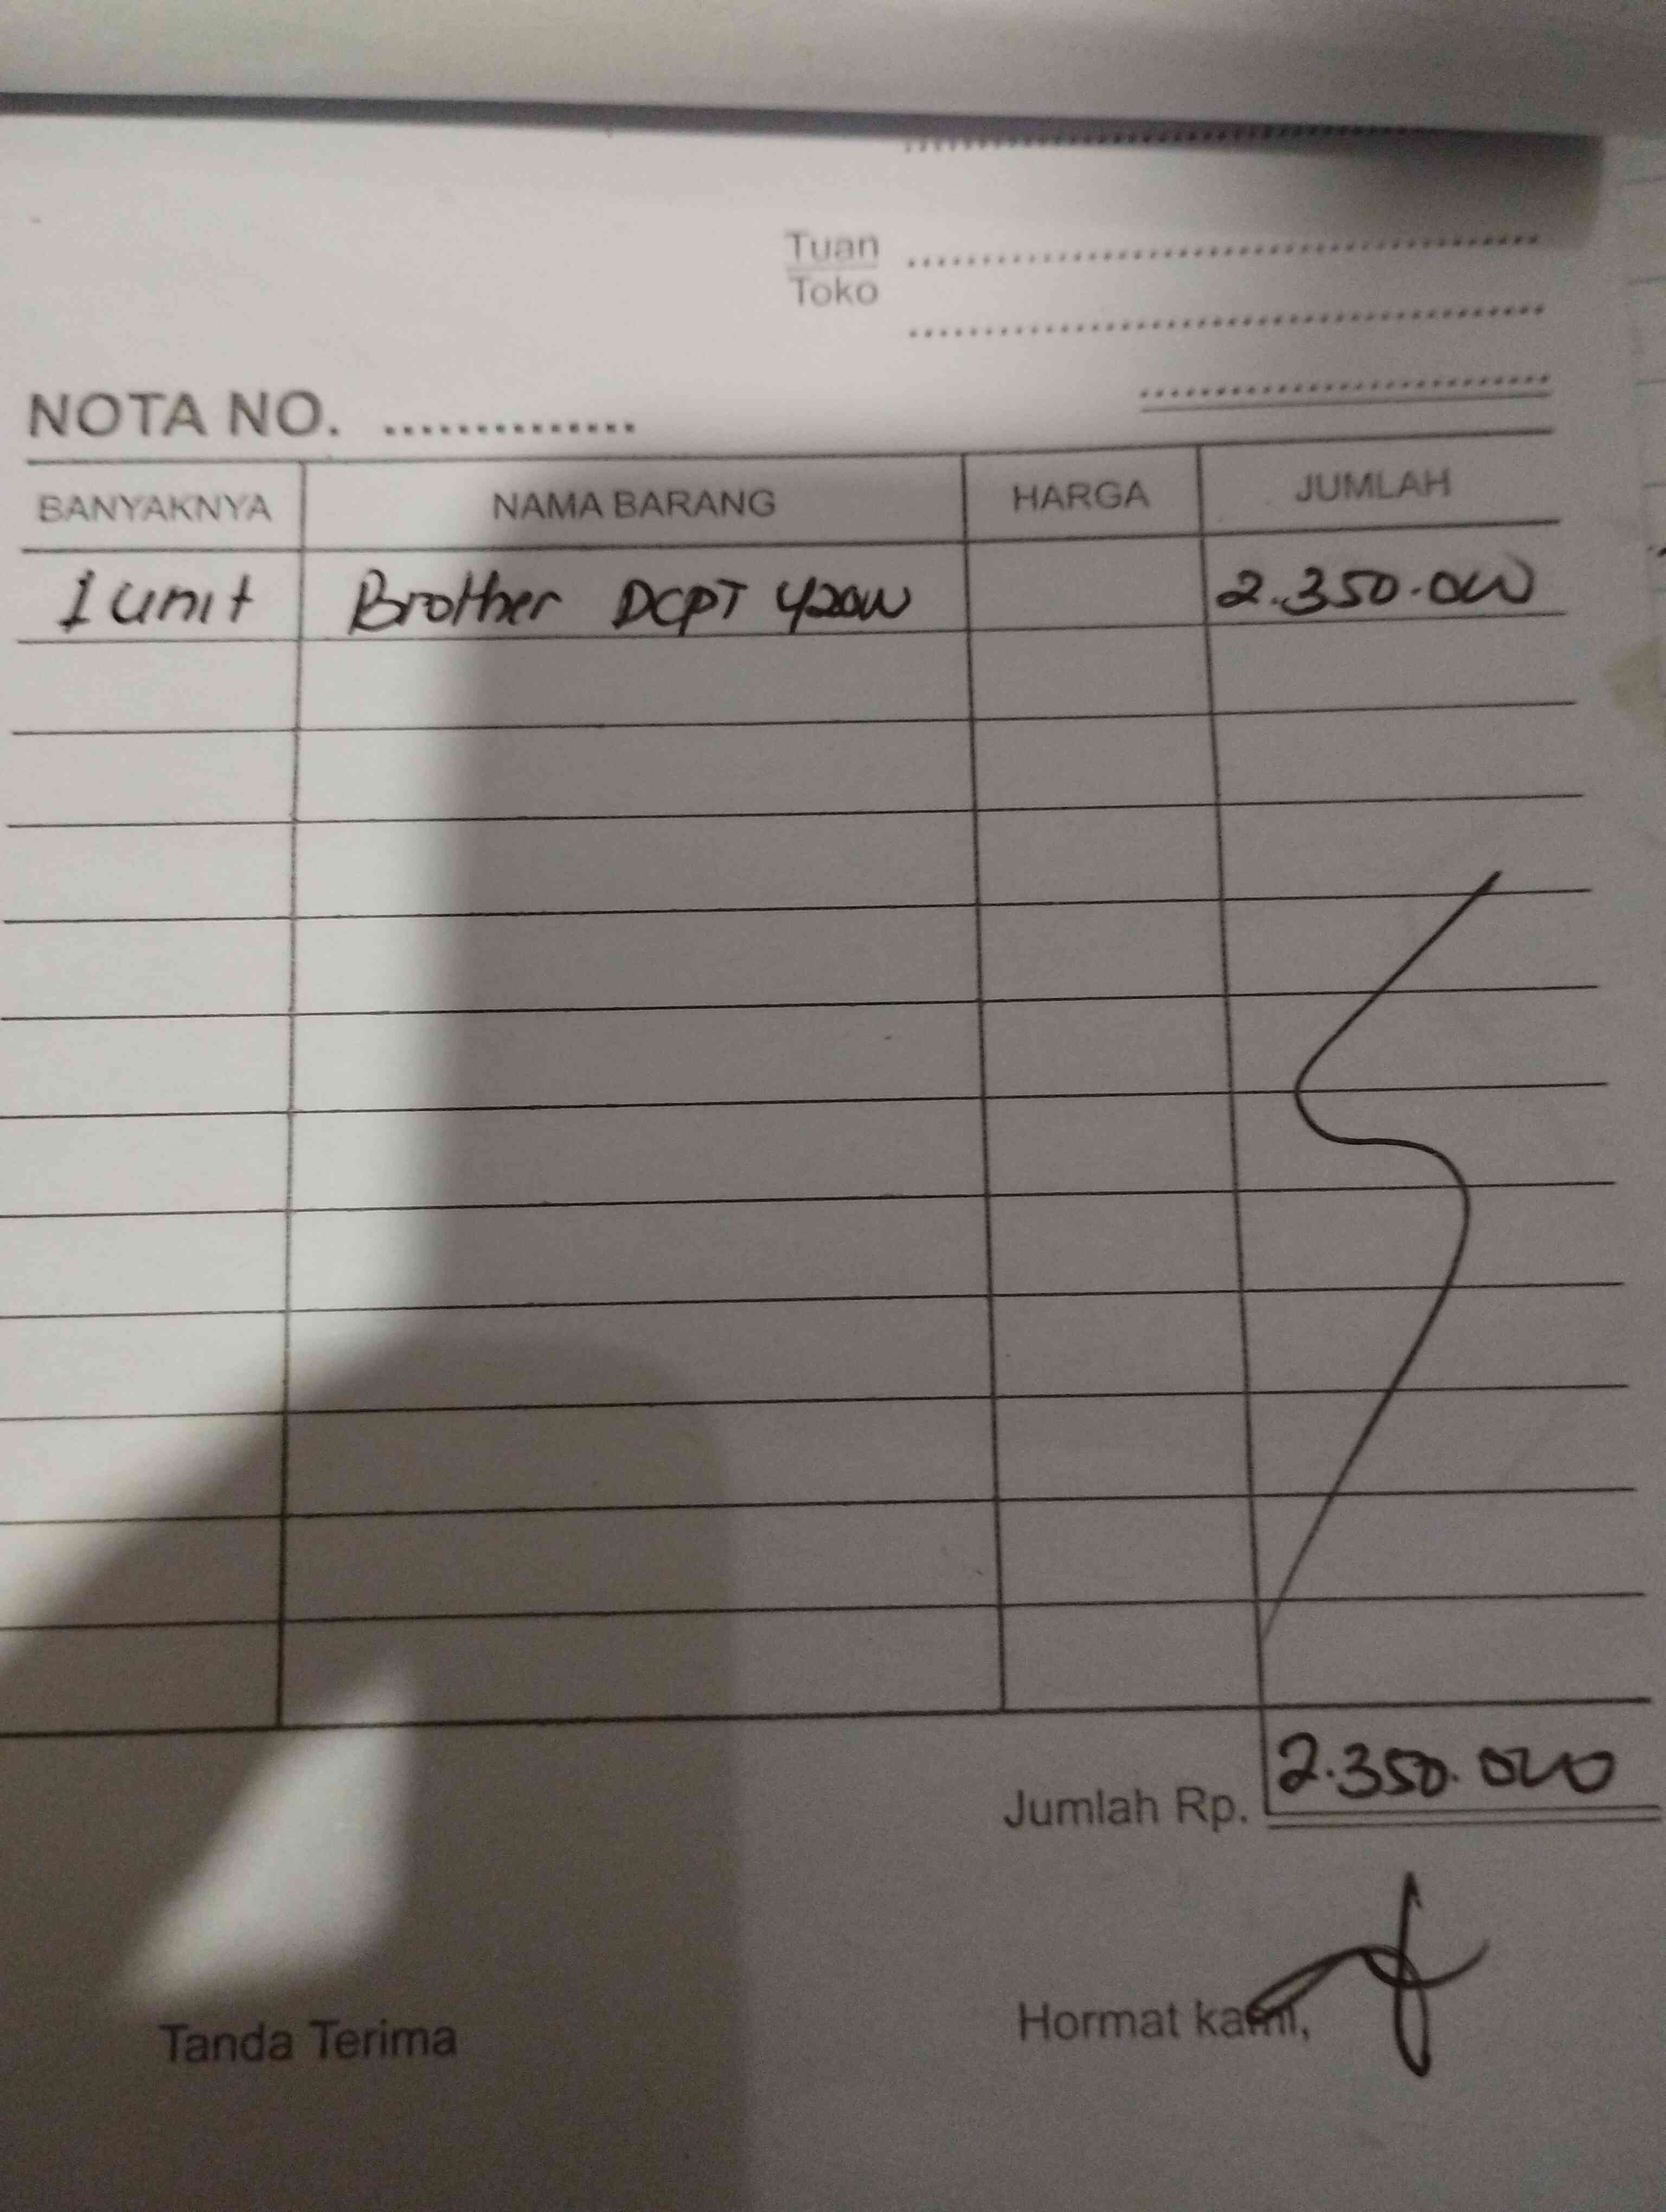 Tuan
Toko
NOTA NO. ..............
BANYAKNYA NAMA BARANG HARGA JUMLAH
1 unit Brother DCPT 420W 2.350.000
Jumlah Rp. 2.350.000
Tanda Terima Hormat kami,